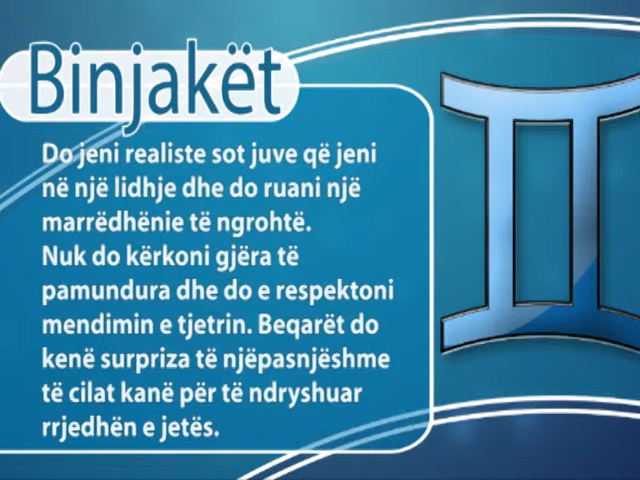 Binjakët
Do jeni realiste sot juve që jeni
në një lidhje dhe do ruani një
marrëdhënie të ngrohtë.
Nuk do kërkoni gjëra të
pamundura dhe do e respektoni
mendimin e tjetrin. Beqarët do
kenë surpriza të njëpasnjëshme
të cilat kanë për të ndryshuar
rrjedhën e jetës.